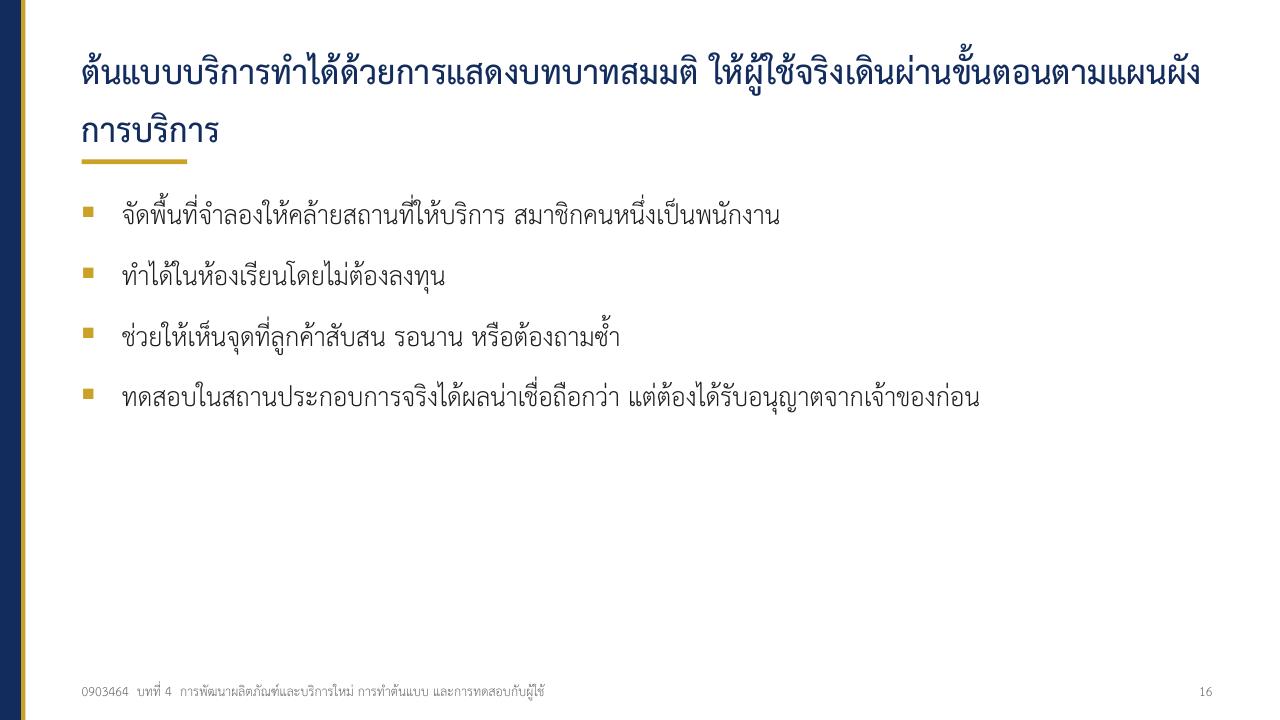 ต้นแบบบริการทำได้ด้วยการแสดงบทบาทสมมติ ให้ผู้ใช้จริงเดินผ่านขั้นตอนตามแผนผัง
การบริการ
จัดพื้นที่จำลองให้คล้ายสถานที่ให้บริการ สมาชิกคนหนึ่งเป็นพนักงาน
ทำได้ในห้องเรียนโดยไม่ต้องลงทุน
ช่วยให้เห็นจุดที่ลูกค้าสับสน รอนาน หรือต้องถามซ้ำ
ทดสอบในสถานประกอบการจริงได้ผลน่าเชื่อถือกว่า แต่ต้องได้รับอนุญาตจากเจ้าของก่อน
0903464 บทที่ 4 การพัฒนาผลิตภัณฑ์และบริการใหม่ การทำต้นแบบ และการทดสอบกับผู้ใช้
16